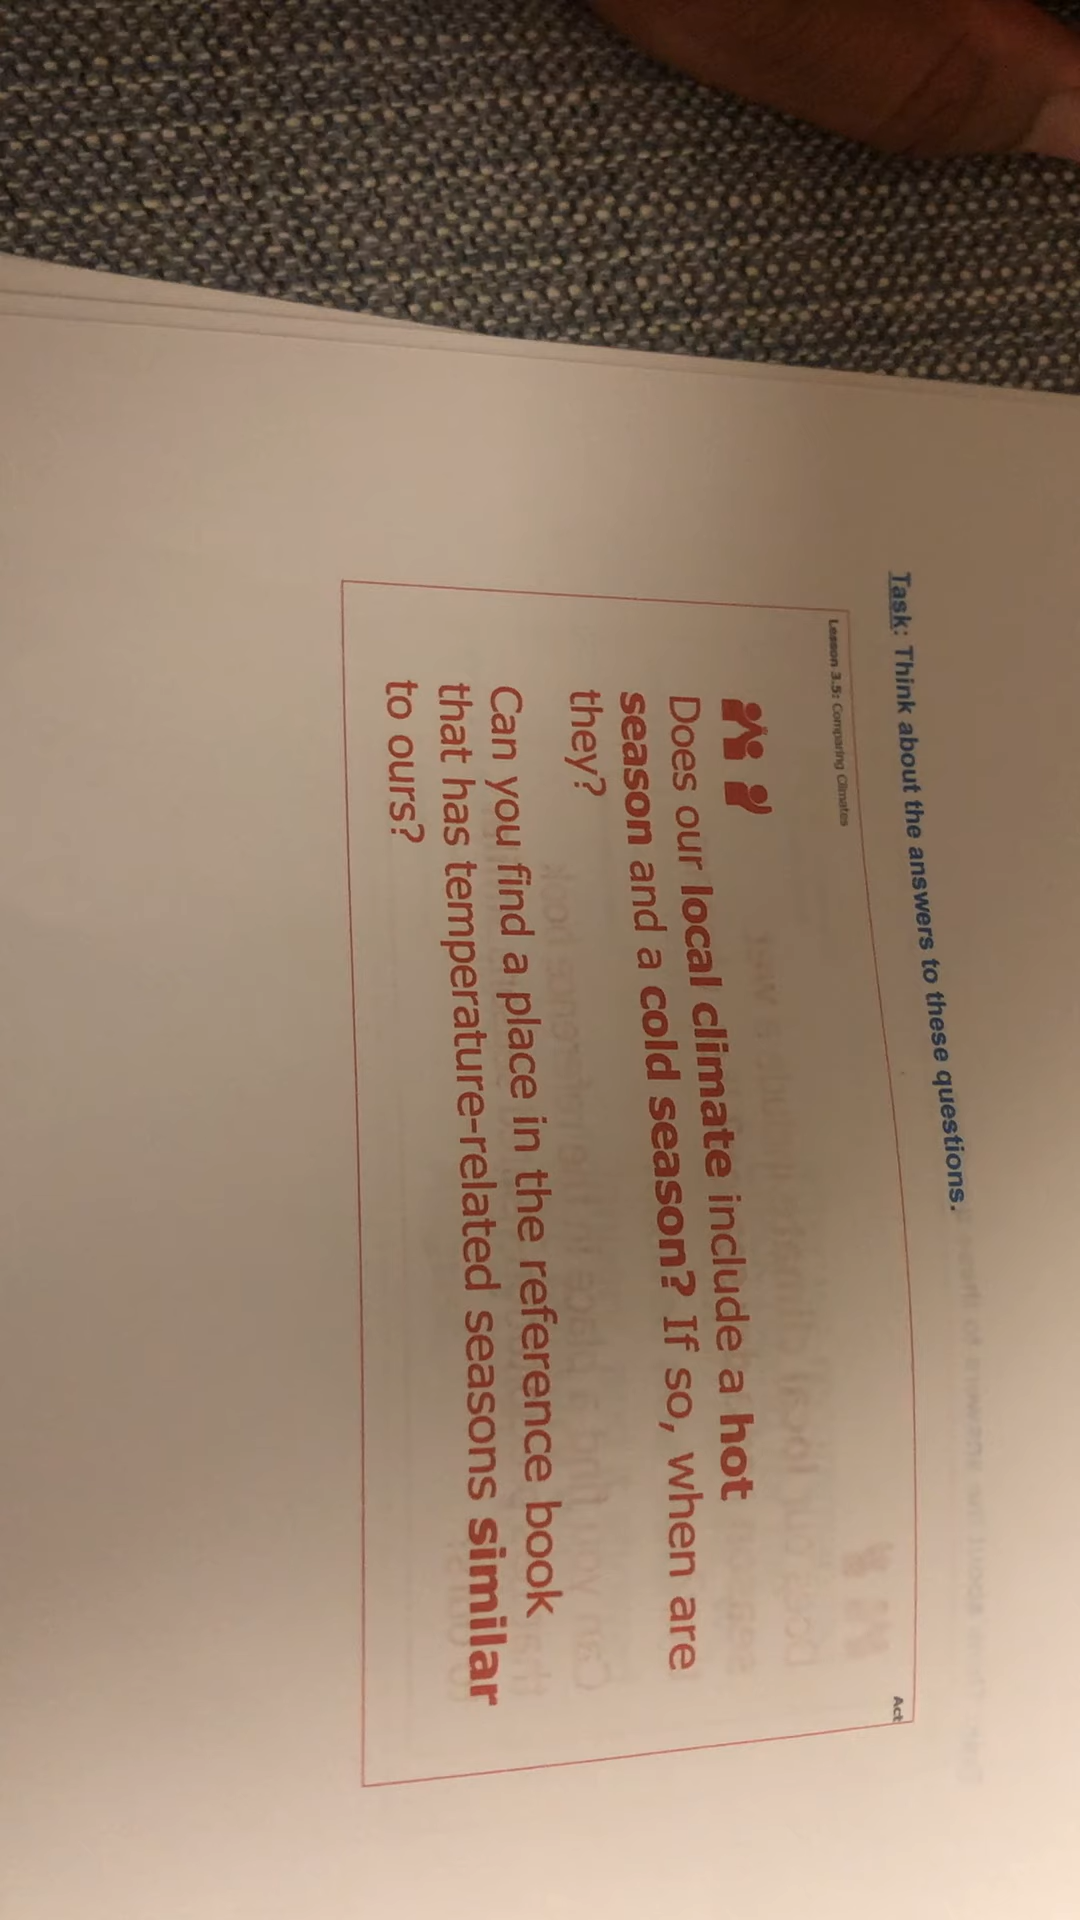 Task: Think about the answers to these questions.
Lesson 3.5: Comparing Climates
Act
Does our local climate include a hot
season and a cold season? If so, when are
they?
Can you find a place in the reference book
that has temperature-related seasons similar
to ours?